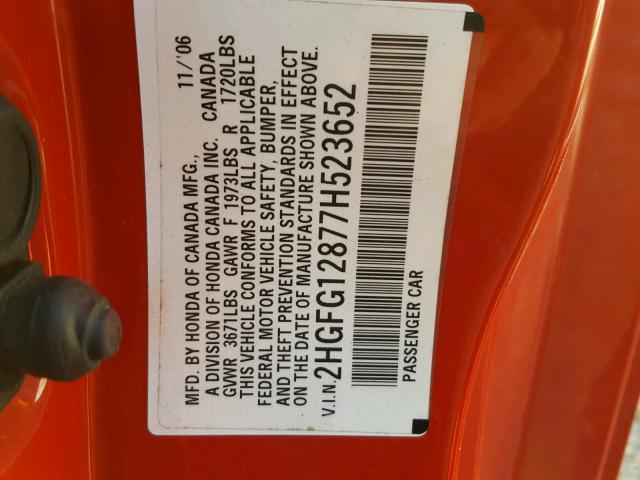 MFD. BY HONDA OF CANADA MFG., 11/'06
A DIVISION OF HONDA CANADA INC. CANADA
GVWR 3671LBS GAWR F 1973LBS R 1720LBS
THIS VEHICLE CONFORMS TO ALL APPLICABLE
FEDERAL MOTOR VEHICLE SAFETY, BUMPER,
AND THEFT PREVENTION STANDARDS IN EFFECT
ON THE DATE OF MANUFACTURE SHOWN ABOVE.
V.I.N. 2HGFG12877H523652
PASSENGER CAR